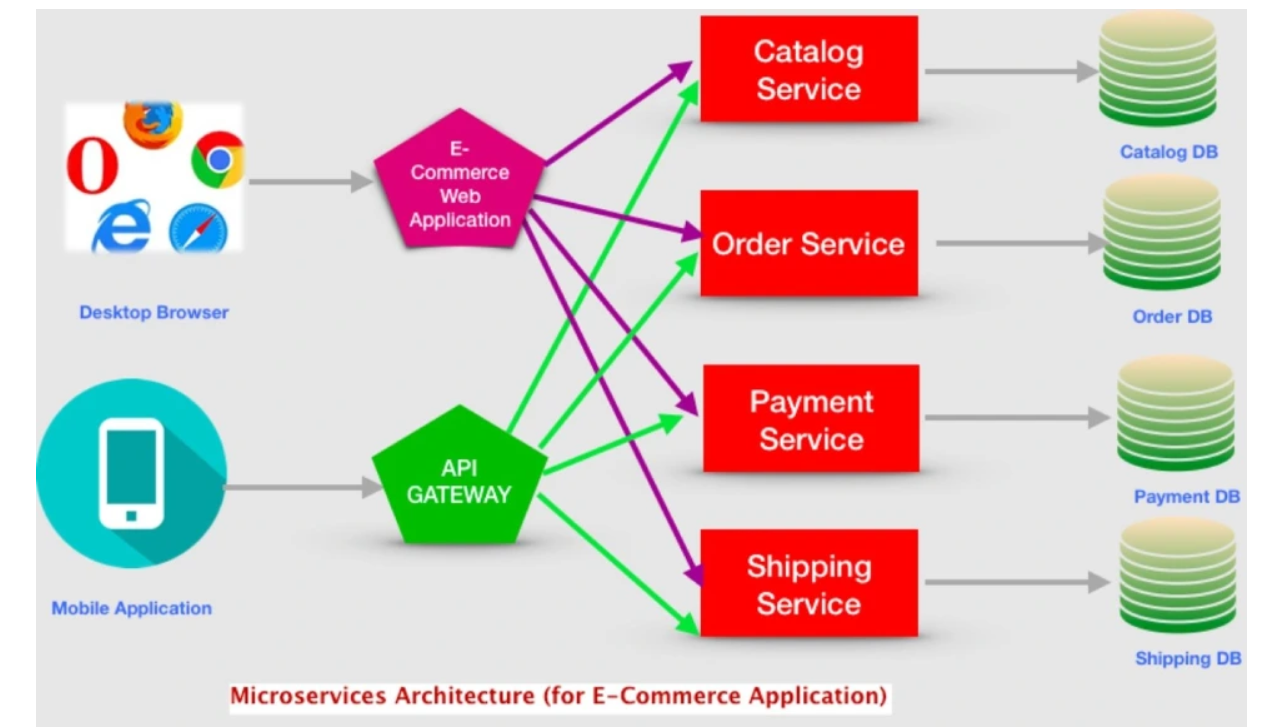 Catalog
Service
Catalog DB
E-
Commerce
Web
Application
Order Service
Desktop Browser
Order DB
Payment
Service
API
GATEWAY
Payment DB
Shipping
Service
Mobile Application
Shipping DB
Microservices Architecture (for E-Commerce Application)